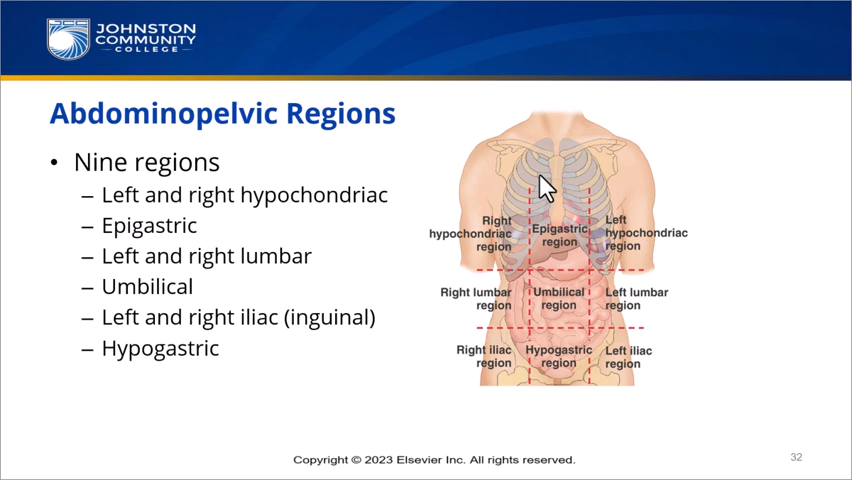 JOHNSTON
COMMUNITY
COLLEGE
Abdominopelvic Regions
• Nine regions
– Left and right hypochondriac
– Epigastric
– Left and right lumbar
– Umbilical
– Left and right iliac (inguinal)
– Hypogastric
Right
hypochondriac
region
Epigastric
region
Left
hypochondriac
region
Right lumbar
region
Umbilical
region
Left lumbar
region
Right iliac
region
Hypogastric
region
Left iliac
region
Copyright © 2023 Elsevier Inc. All rights reserved.
32